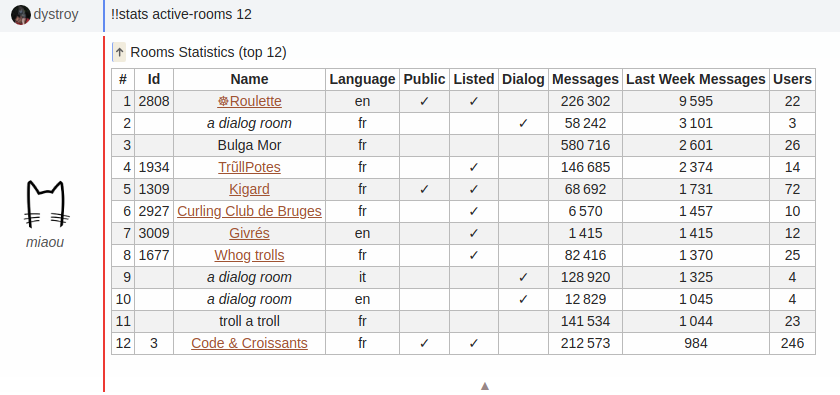 dystroy !!stats active-rooms 12
↑ Rooms Statistics (top 12)
# Id Name Language Public Listed Dialog Messages Last Week Messages Users
1 2808 ☸Roulette en ✓ ✓ 226 302 9 595 22
2 a dialog room fr ✓ 58 242 3 101 3
3 Bulga Mor fr 580 716 2 601 26
4 1934 TrũllPotes fr ✓ 146 685 2 374 14
5 1309 Kigard fr ✓ ✓ 68 692 1 731 72
6 2927 Curling Club de Bruges fr ✓ 6 570 1 457 10
7 3009 Givrés en ✓ 1 415 1 415 12
8 1677 Whog trolls fr ✓ 82 416 1 370 25
9 a dialog room it ✓ 128 920 1 325 4
10 a dialog room en ✓ 12 829 1 045 4
11 troll a troll fr 141 534 1 044 23
12 3 Code & Croissants fr ✓ ✓ 212 573 984 246
miaou
▲